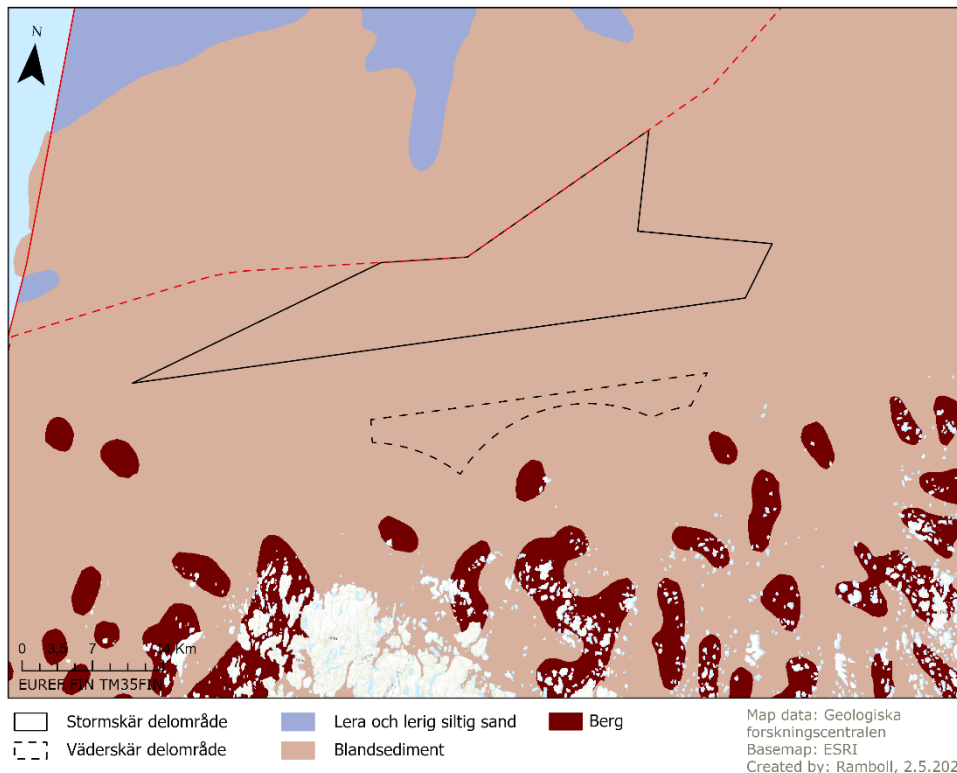 N
0 3.5 7 14 Km
EUREF FIN TM35FIN
Stormskär delområde
Väderskär delområde
Lera och lerig siltig sand
Blandsediment
Berg
Map data: Geologiska
forskningscentralen
Basemap: ESRI
Created by: Ramboll, 2.5.202